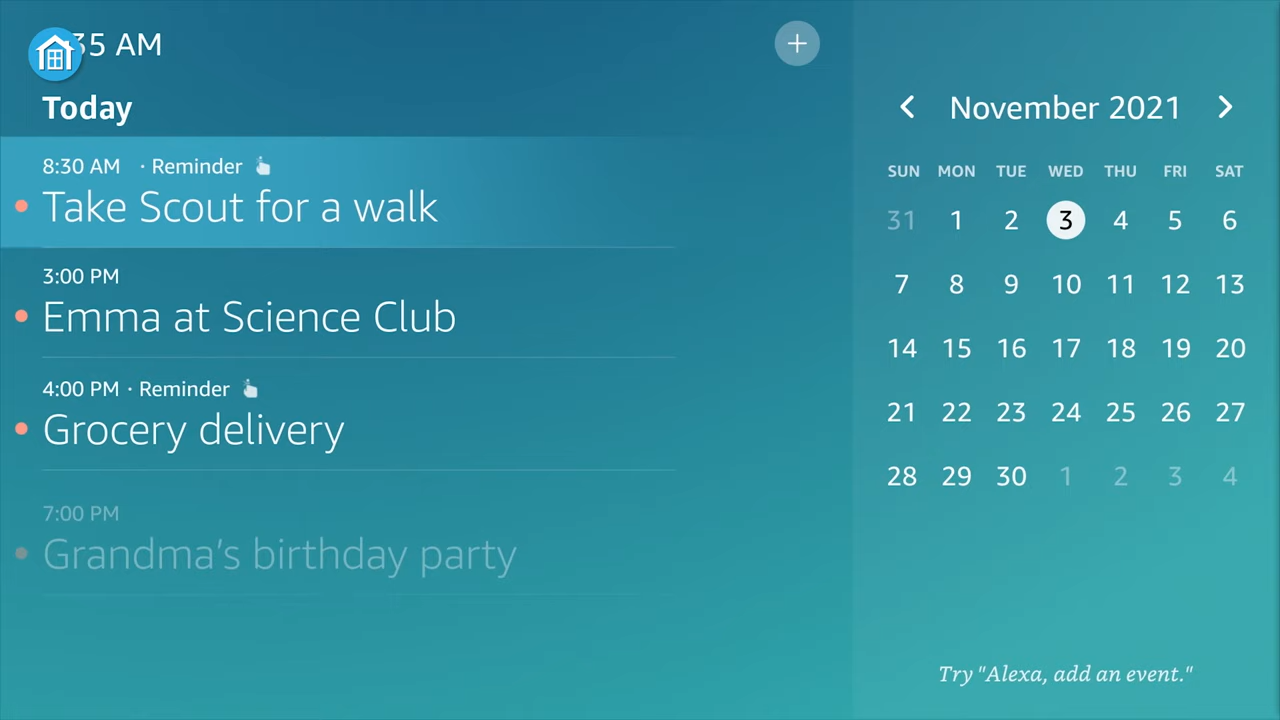 35 AM
Today
8:30 AM · Reminder
Take Scout for a walk
3:00 PM
Emma at Science Club
4:00 PM · Reminder
Grocery delivery
7:00 PM
Grandma's birthday party
November 2021
SUN MON TUE WED THU FRI SAT
31 1 2 3 4 5 6
7 8 9 10 11 12 13
14 15 16 17 18 19 20
21 22 23 24 25 26 27
28 29 30 1 2 3 4
Try "Alexa, add an event."